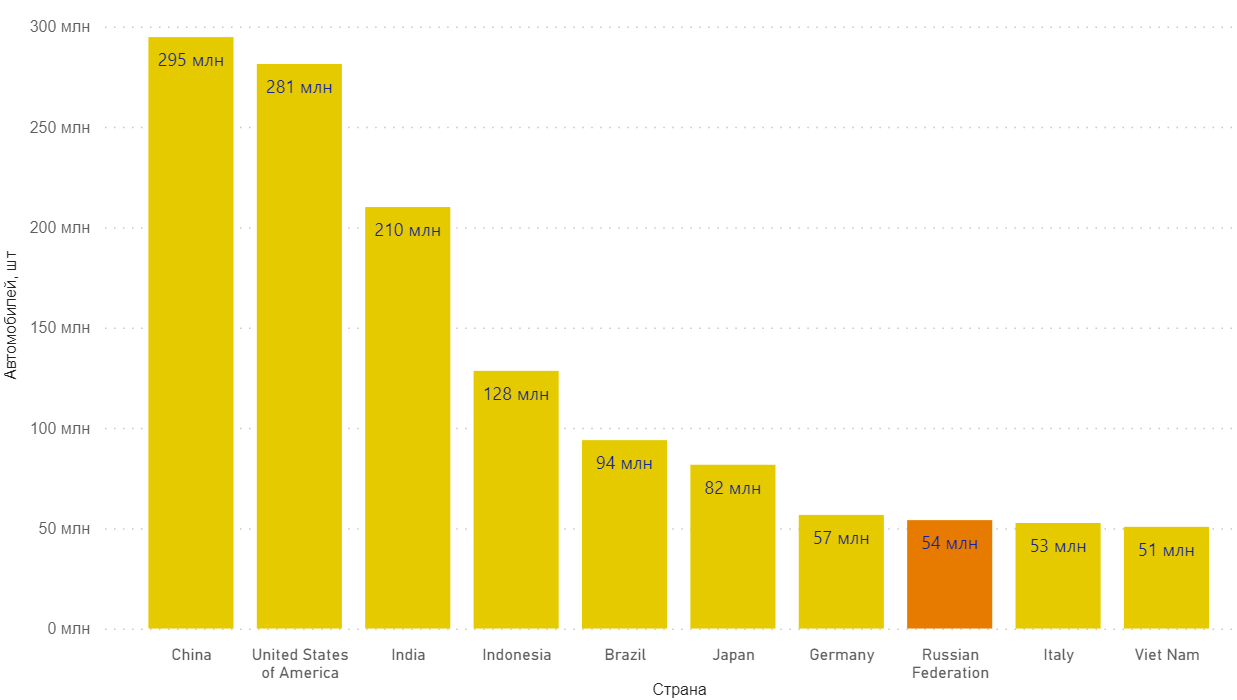 300 млн
250 млн
200 млн
150 млн
100 млн
50 млн
0 млн
Автомобилей, шт
295 млн
281 млн
210 млн
128 млн
94 млн
82 млн
57 млн
54 млн
53 млн
51 млн
China
United States
of America
India
Indonesia
Brazil
Japan
Germany
Russian
Federation
Italy
Viet Nam
Страна